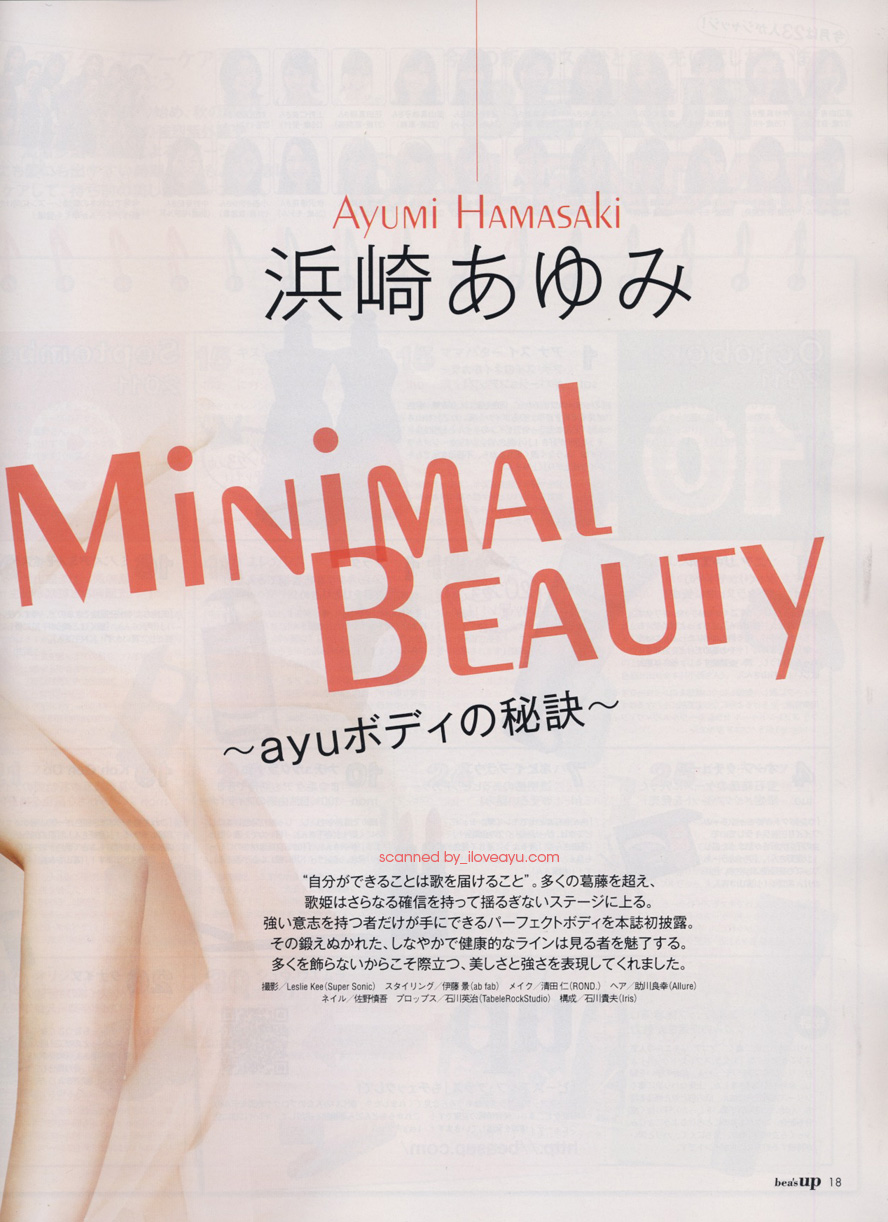 Ayumi Hamasaki
浜崎あゆみ
Minimal
Beauty
～ayuボディの秘訣～
scanned by_iloveayu.com
“自分ができることは歌を届けること”。多くの葛藤を超え、
歌姫はさらなる確信を持って揺るぎないステージに上る。
強い意志を持つ者だけが手にできるパーフェクトボディを本誌初披露。
その鍛えぬかれた、しなやかで健康的なラインは見る者を魅了する。
多くを飾らないからこそ際立つ、美しさと強さを表現してくれました。
撮影／Leslie Kee(Super Sonic)　スタイリング／伊藤 景(ab fab)　メイク／清田 仁(ROND.)　ヘア／助川良幸(Allure)
ネイル／佐野慎吾　プロップス／石川英治(TabeleRockStudio)　構成／石川貴夫(Iris)
bea's up 18